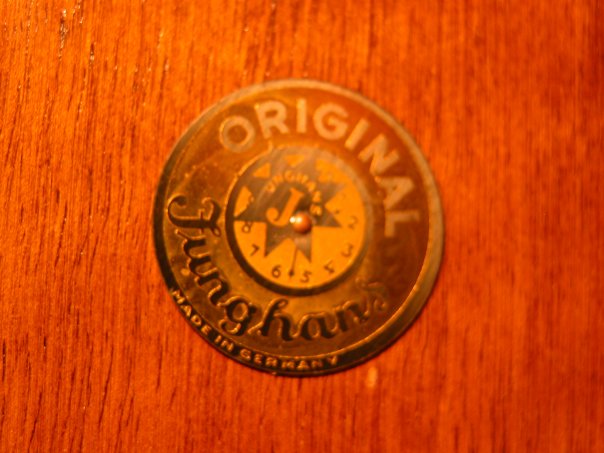 ORIGINAL
JUNGHANS
J
8 7 6 5 4 3 2
Junghans
MADE IN GERMANY